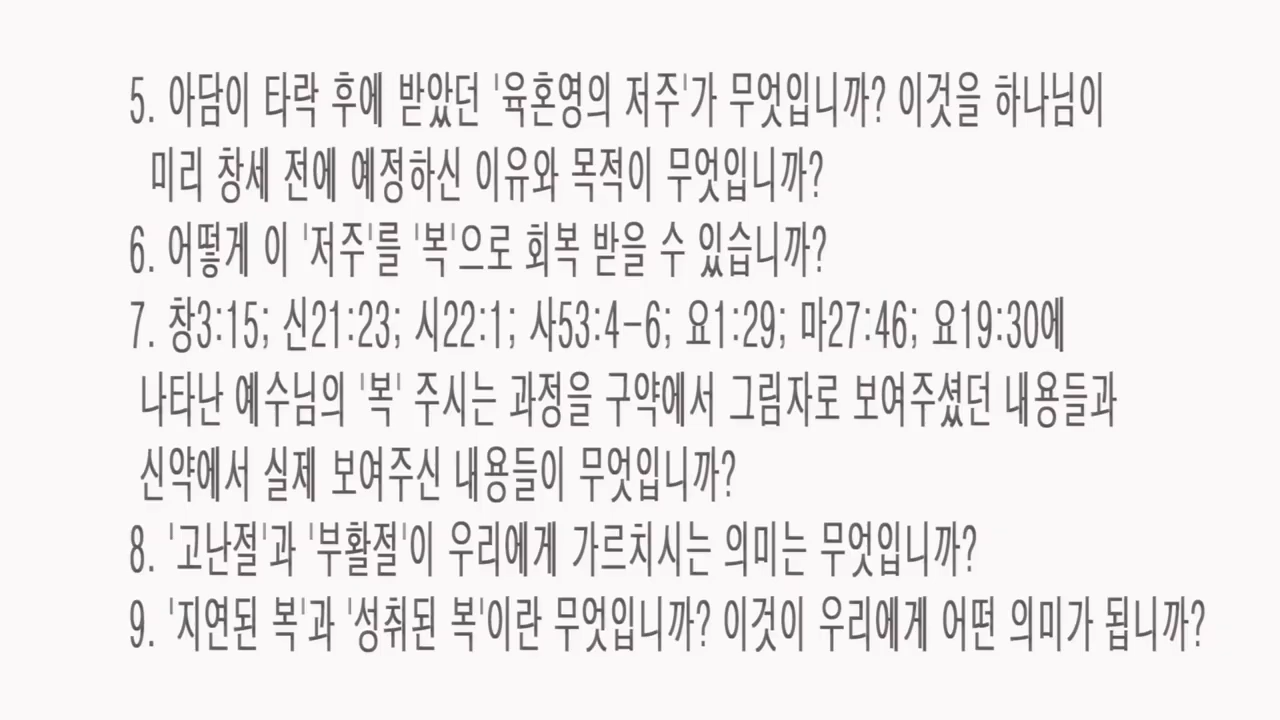 5. 아담이 타락 후에 받았던 '육혼영의 저주'가 무엇입니까? 이것을 하나님이
미리 창세 전에 예정하신 이유와 목적이 무엇입니까?
6. 어떻게 이 '저주'를 '복'으로 회복 받을 수 있습니까?
7. 창3:15; 신21:23; 시22:1; 사53:4-6; 요1:29; 마27:46; 요19:30에
나타난 예수님의 '복' 주시는 과정을 구약에서 그림자로 보여주셨던 내용들과
신약에서 실제 보여주신 내용들이 무엇입니까?
8. '고난절'과 '부활절'이 우리에게 가르치시는 의미는 무엇입니까?
9. '지연된 복'과 '성취된 복'이란 무엇입니까? 이것이 우리에게 어떤 의미가 됩니까?